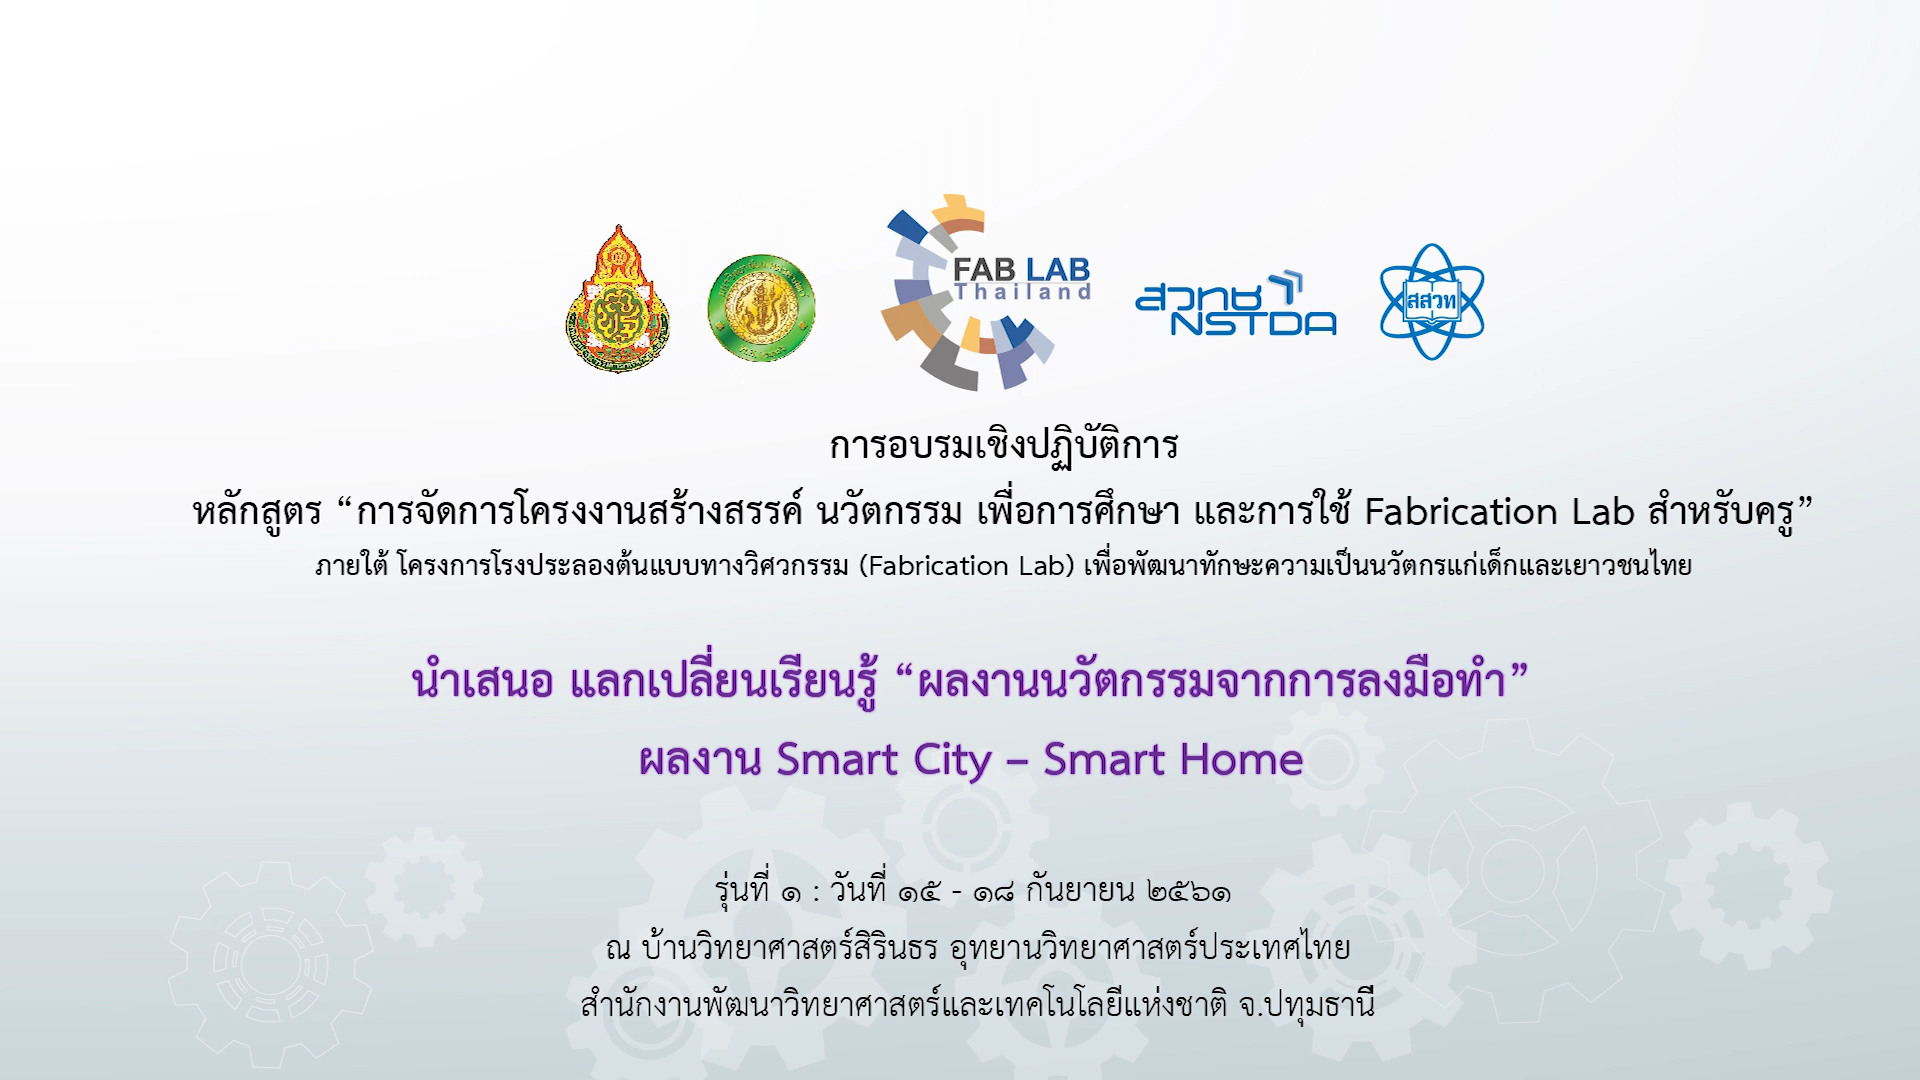 FAB LAB
Thailand
สวทช
NSTDA
สสวท
การอบรมเชิงปฏิบัติการ
หลักสูตร “การจัดการโครงงานสร้างสรรค์ นวัตกรรม เพื่อการศึกษา และการใช้ Fabrication Lab สำหรับครู”
ภายใต้ โครงการโรงประลองต้นแบบทางวิศวกรรม (Fabrication Lab) เพื่อพัฒนาทักษะความเป็นนวัตกรแก่เด็กและเยาวชนไทย
นำเสนอ แลกเปลี่ยนเรียนรู้ “ผลงานนวัตกรรมจากการลงมือทำ”
ผลงาน Smart City – Smart Home
รุ่นที่ ๑ : วันที่ ๑๕ - ๑๘ กันยายน ๒๕๖๑
ณ บ้านวิทยาศาสตร์สิรินธร อุทยานวิทยาศาสตร์ประเทศไทย
สำนักงานพัฒนาวิทยาศาสตร์และเทคโนโลยีแห่งชาติ จ.ปทุมธานี